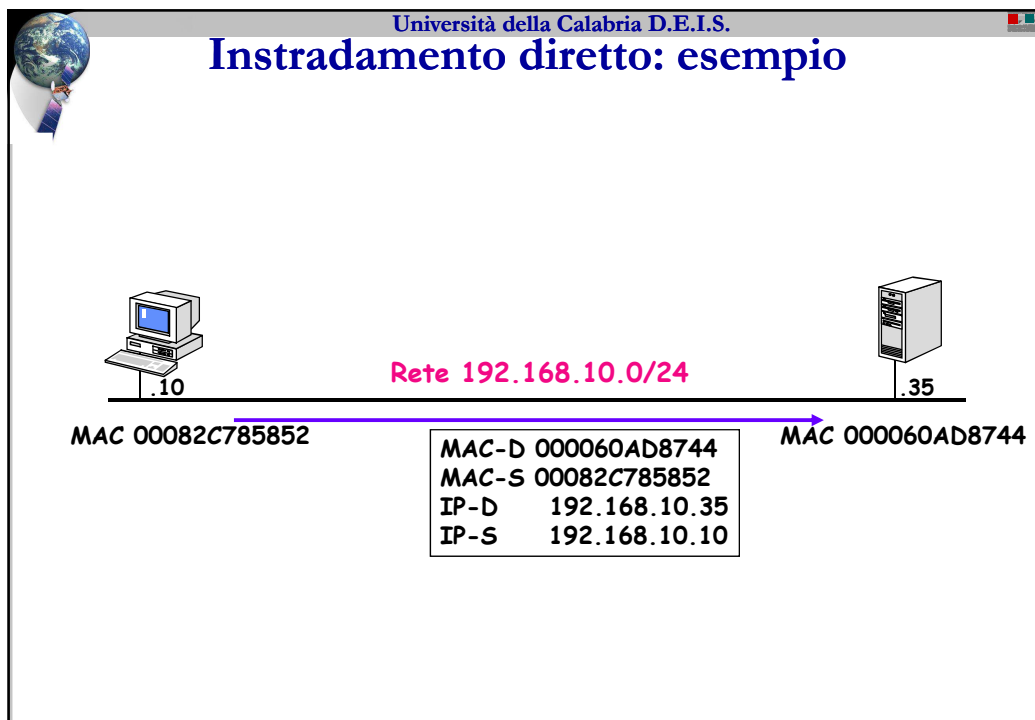 Università della Calabria D.E.I.S.
Instradamento diretto: esempio
Rete 192.168.10.0/24
.10
.35
MAC 00082C785852
MAC 000060AD8744
MAC-D 000060AD8744
MAC-S 00082C785852
IP-D 192.168.10.35
IP-S 192.168.10.10